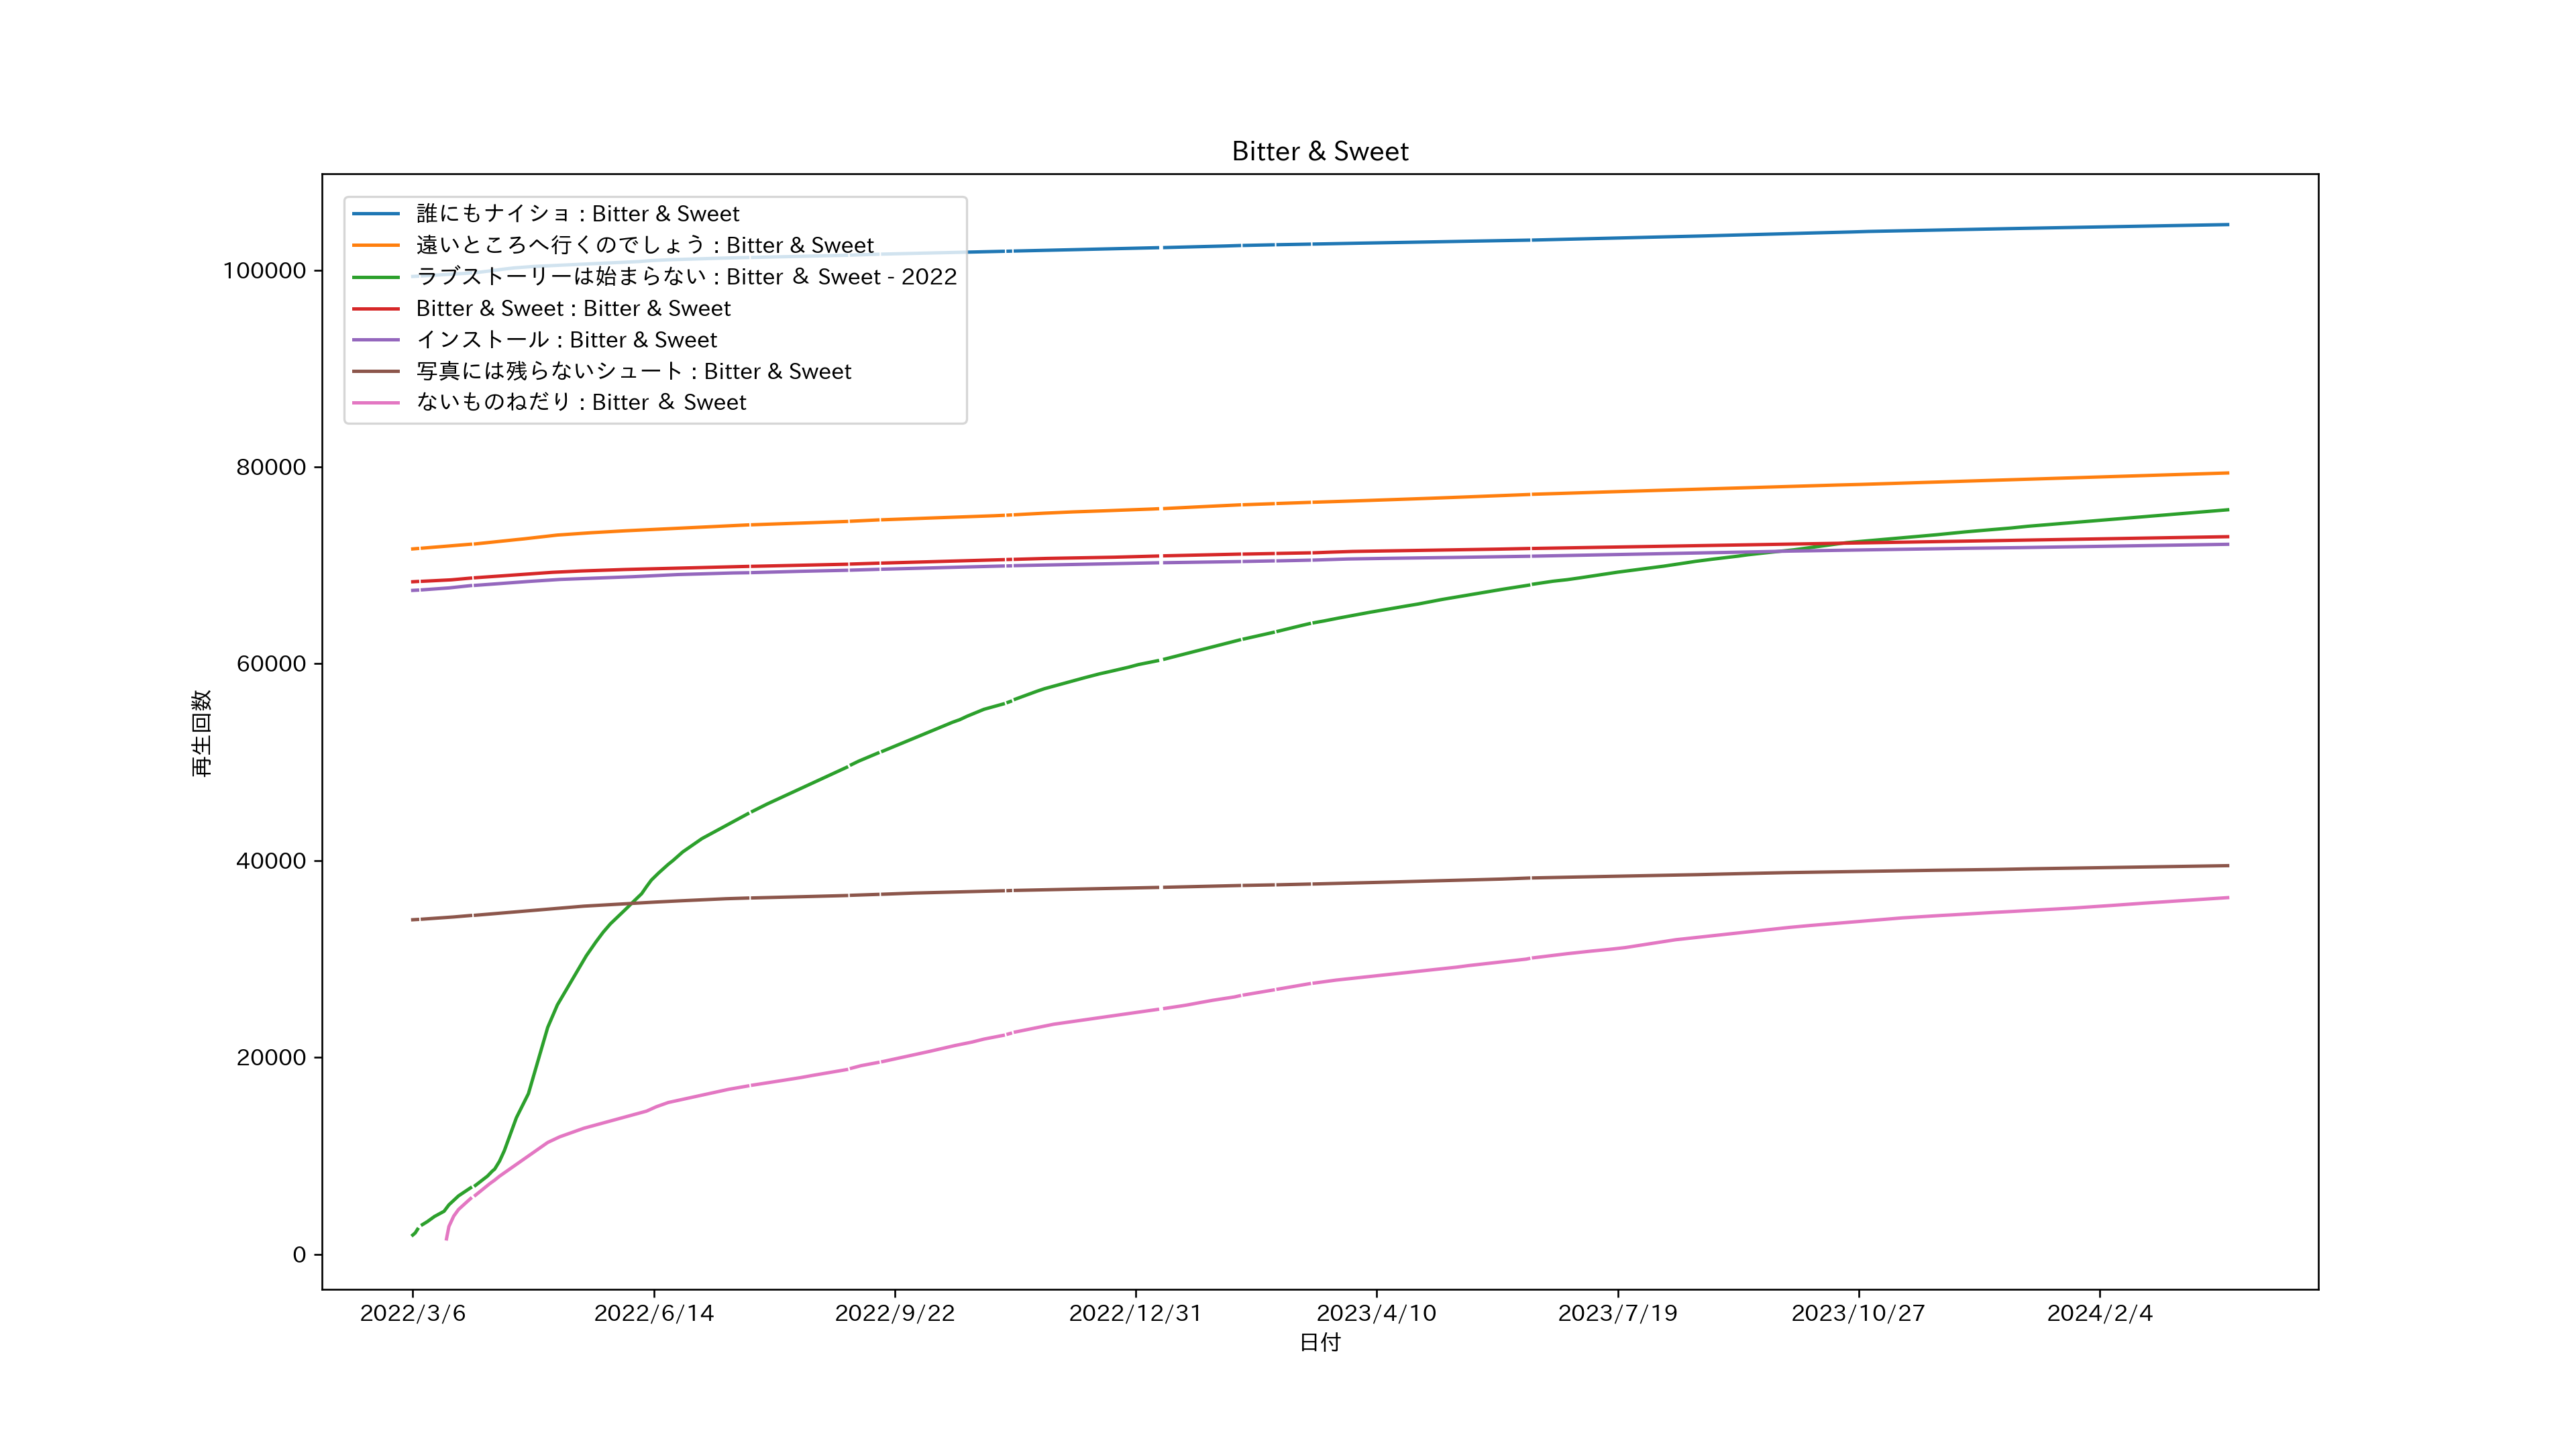 Bitter & Sweet
誰にもナイショ : Bitter & Sweet
遠いところへ行くのでしょう : Bitter & Sweet
ラブストーリーは始まらない : Bitter ＆ Sweet - 2022
Bitter & Sweet : Bitter & Sweet
インストール : Bitter & Sweet
写真には残らないシュート : Bitter & Sweet
ないものねだり : Bitter ＆ Sweet
100000
80000
60000
40000
20000
0
再生回数
2022/3/6 2022/6/14 2022/9/22 2022/12/31 2023/4/10 2023/7/19 2023/10/27 2024/2/4
日付